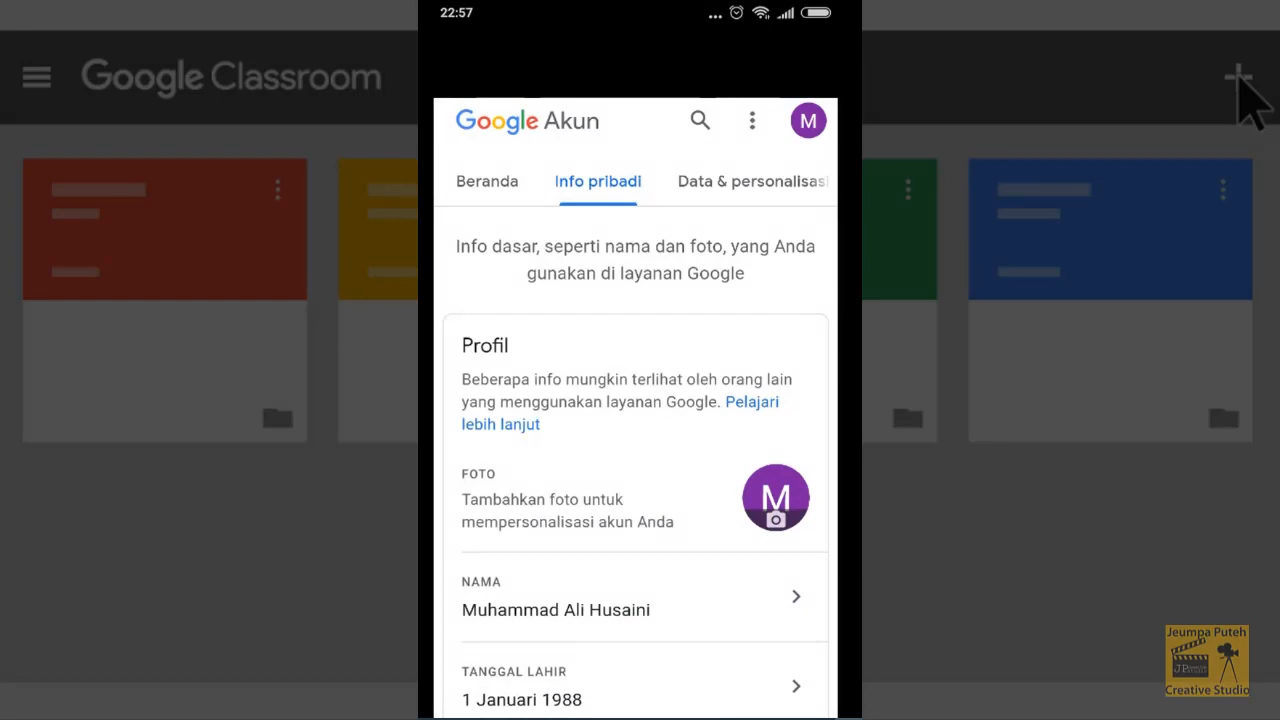 22:57
Google Classroom
Google Akun
M
Beranda
Info pribadi
Data & personalisasi
Info dasar, seperti nama dan foto, yang Anda
gunakan di layanan Google
Profil
Beberapa info mungkin terlihat oleh orang lain
yang menggunakan layanan Google. Pelajari
lebih lanjut
FOTO
Tambahkan foto untuk
mempersonalisasi akun Anda
M
NAMA
Muhammad Ali Husaini
TANGGAL LAHIR
1 Januari 1988
Jeumpa Puteh
JP
Creative Studio